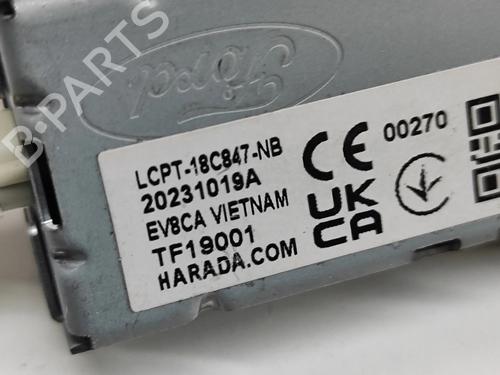 B-PARTS
Ford
LCPT-18C847-NB
20231019A
EV8CA VIETNAM
TF19001
HARADA.COM
CE
00270
UK
CA